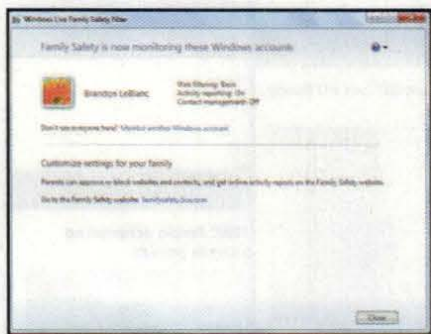 Windows Live Family Safety Filter
Family Safety is now monitoring these Windows accounts
Brandon LeBlanc
Web filtering: Basic
Activity reporting: On
Contact management: Off
Don't see everyone here? Monitor another Windows account
Customize settings for your family
Parents can approve or block websites and contacts, and get online activity reports on the Family Safety website.
Go to the Family Safety website: familysafety.live.com
Close